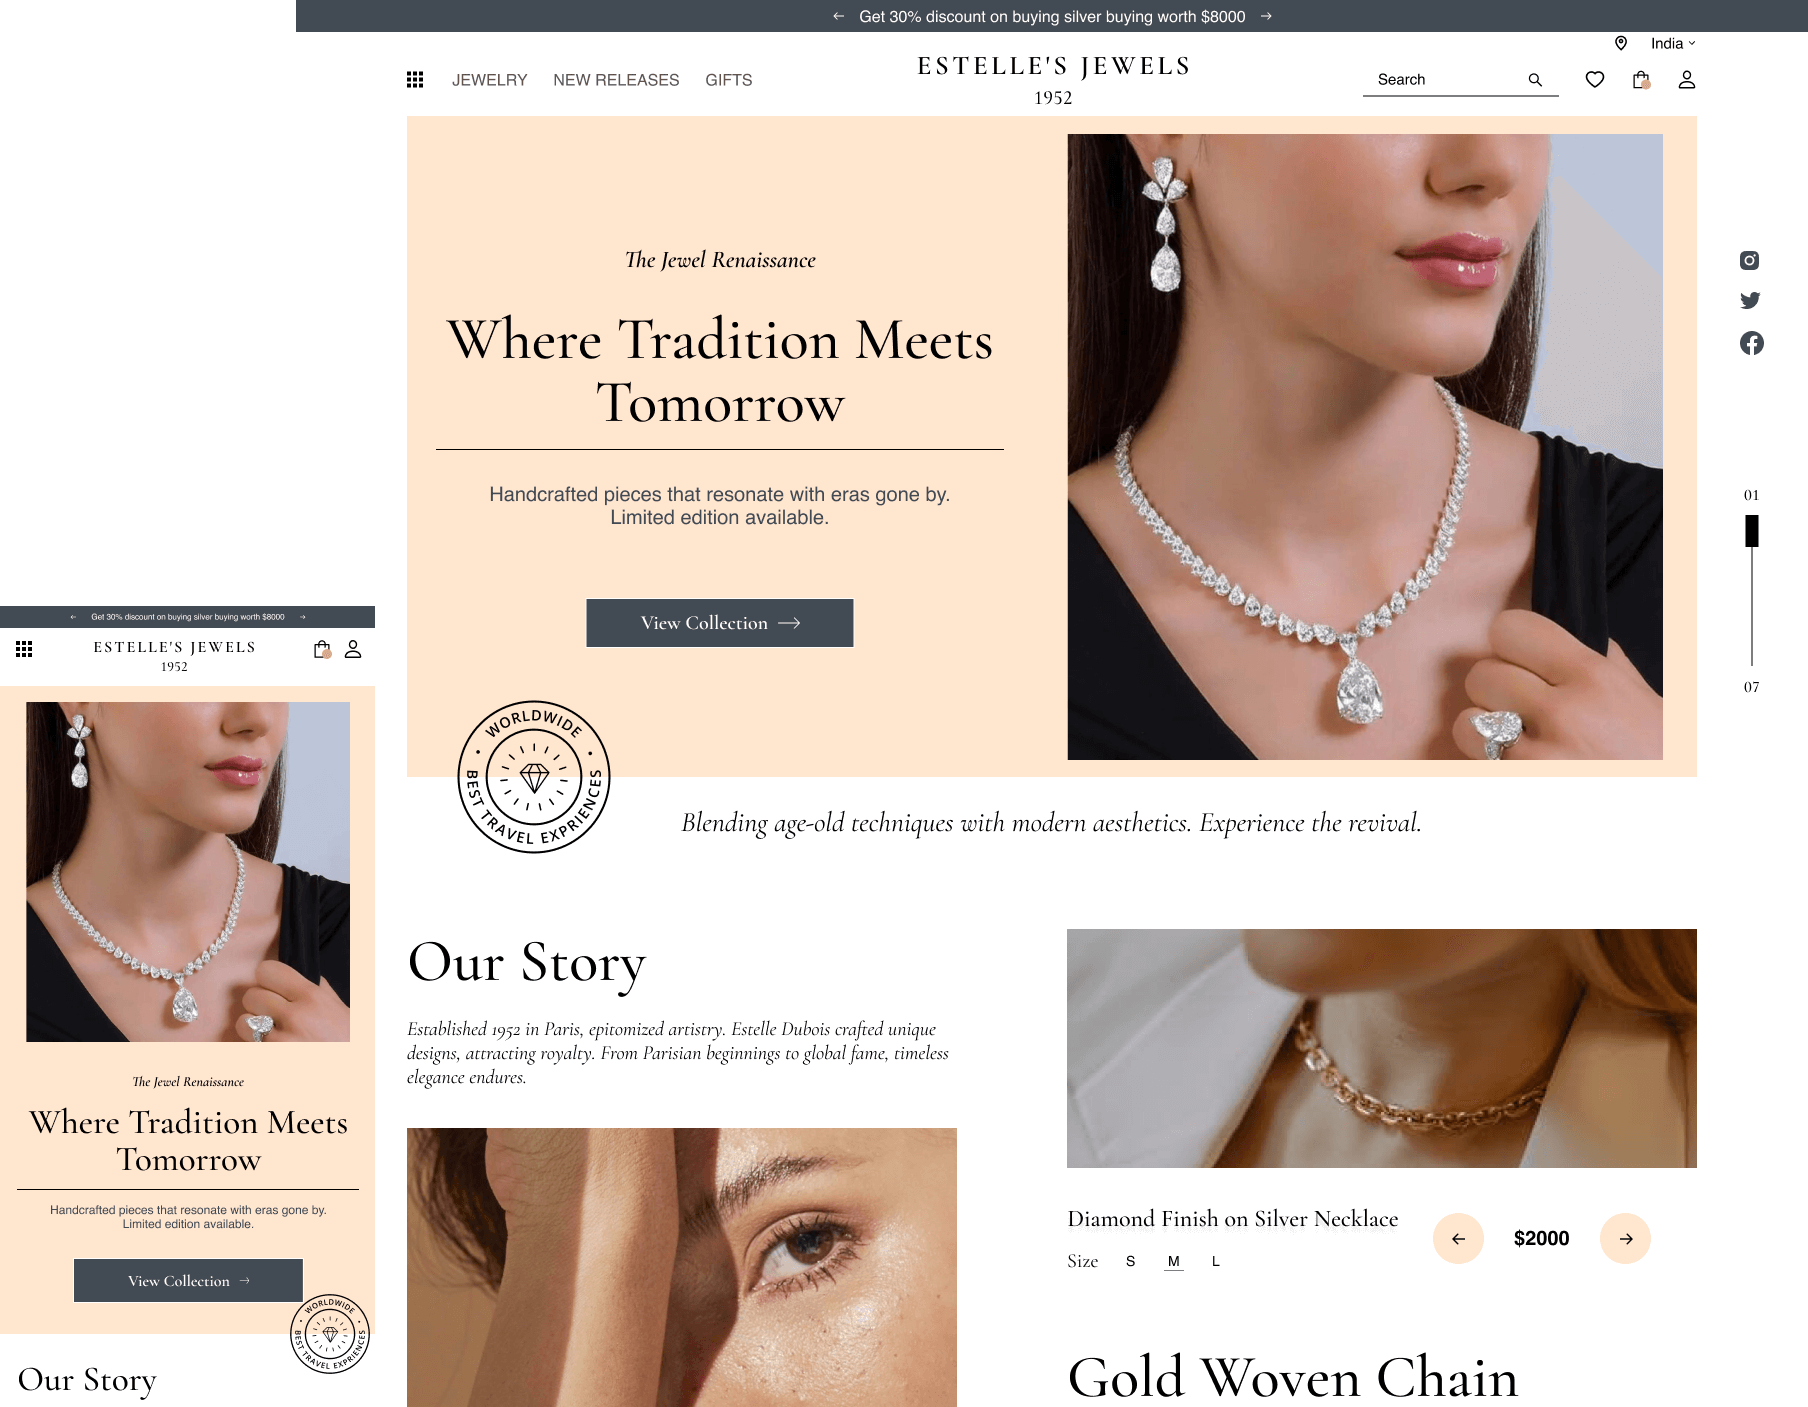 Get 30% discount on buying silver buying worth $8000
India
JEWELRY NEW RELEASES GIFTS
ESTELLE'S JEWELS
1952
Search
The Jewel Renaissance
Where Tradition Meets
Tomorrow
Handcrafted pieces that resonate with eras gone by.
Limited edition available.
View Collection
01
07
WORLDWIDE
BEST TRAVEL EXPRIENCES
Blending age-old techniques with modern aesthetics. Experience the revival.
Our Story
Established 1952 in Paris, epitomized artistry. Estelle Dubois crafted unique
designs, attracting royalty. From Parisian beginnings to global fame, timeless
elegance endures.
Diamond Finish on Silver Necklace
Size S M L
$2000
Gold Woven Chain
Get 30% discount on buying silver buying worth $8000
ESTELLE'S JEWELS
1952
The Jewel Renaissance
Where Tradition Meets
Tomorrow
Handcrafted pieces that resonate with eras gone by.
Limited edition available.
View Collection
WORLDWIDE
BEST TRAVEL EXPRIENCES
Our Story